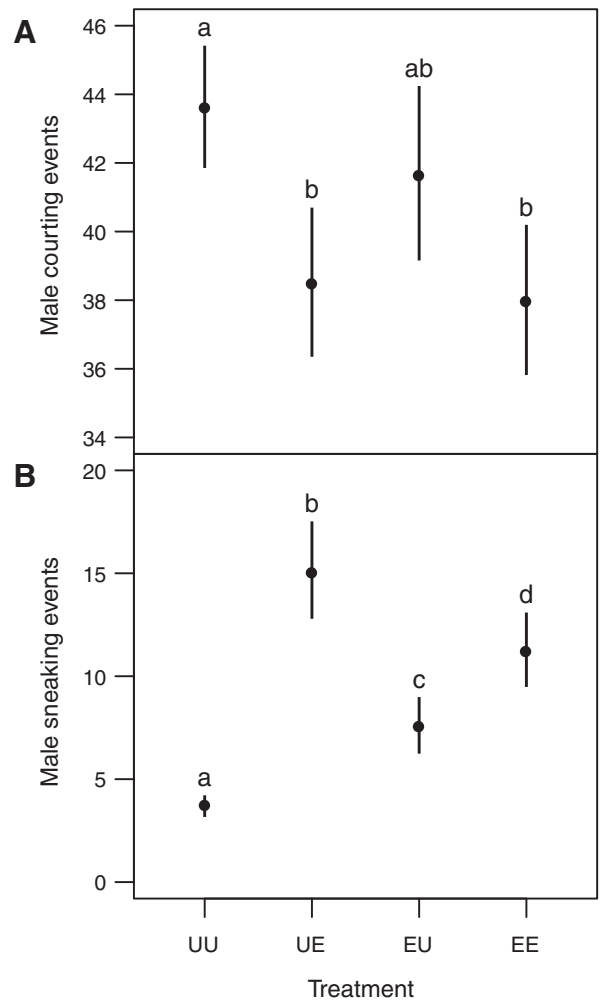 A
Male courting events
46
44
42
40
38
36
34
a
b
ab
b
B
Male sneaking events
20
15
10
5
0
a
b
c
d
UU UE EU EE
Treatment